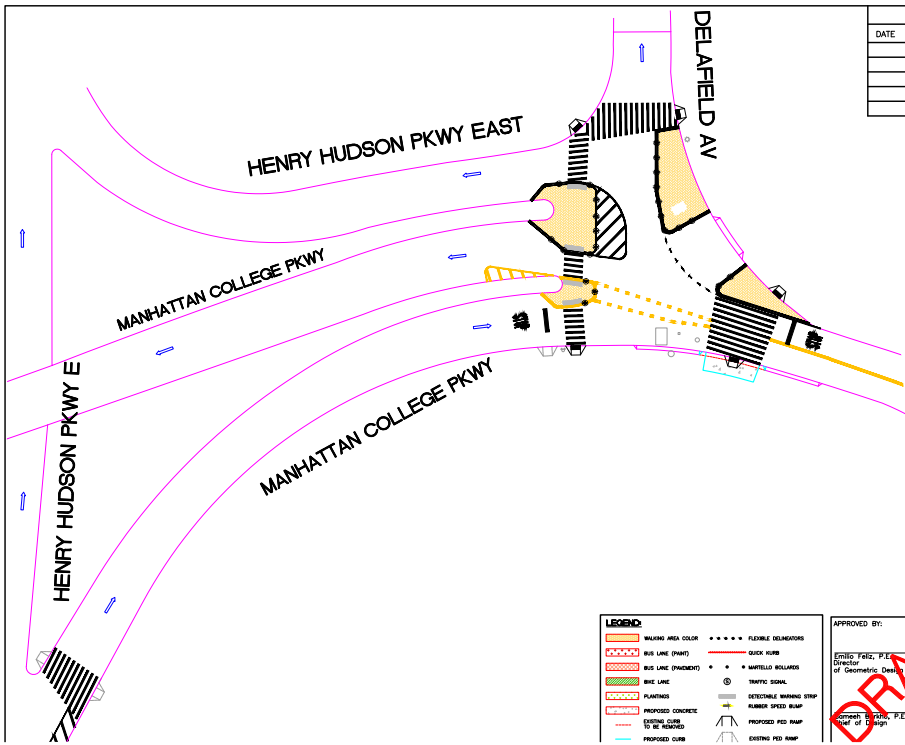 DATE
DELAFIELD AV
HENRY HUDSON PKWY EAST
MANHATTAN COLLEGE PKWY
MANHATTAN COLLEGE PKWY
HENRY HUDSON PKWY E
LEGEND:
WALKING AREA COLOR
BUS LANE (PAINT)
BUS LANE (PAVEMENT)
BIKE LANE
PLANTINGS
PROPOSED CONCRETE
EXISTING CURB
TO BE REMOVED
PROPOSED CURB
FLEXIBLE DELINEATORS
QUICK KURB
MARTELLO BOLLARDS
TRAFFIC SIGNAL
DETECTABLE WARNING STRIP
RUBBER SPEED BUMP
PROPOSED PED RAMP
EXISTING PED RAMP
APPROVED BY:
Emilio Feliz, P.E.
Director
of Geometric Design
P.E.
Chief of Design
DRA